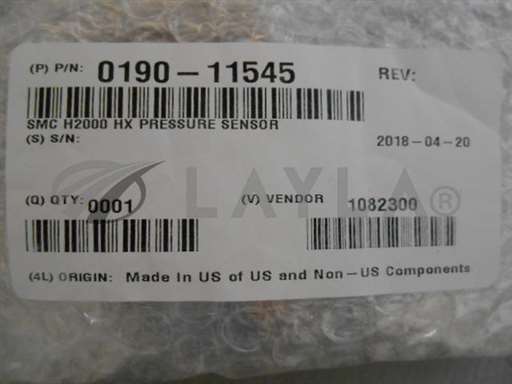 (P) P/N: 0190-11545 REV:
SMC H2000 HX PRESSURE SENSOR
(S) S/N: 2018-04-20
LAYLA®
(Q) QTY: 0001 (V) VENDOR 1082300
(4L) ORIGIN: Made In US of US and Non-US Components